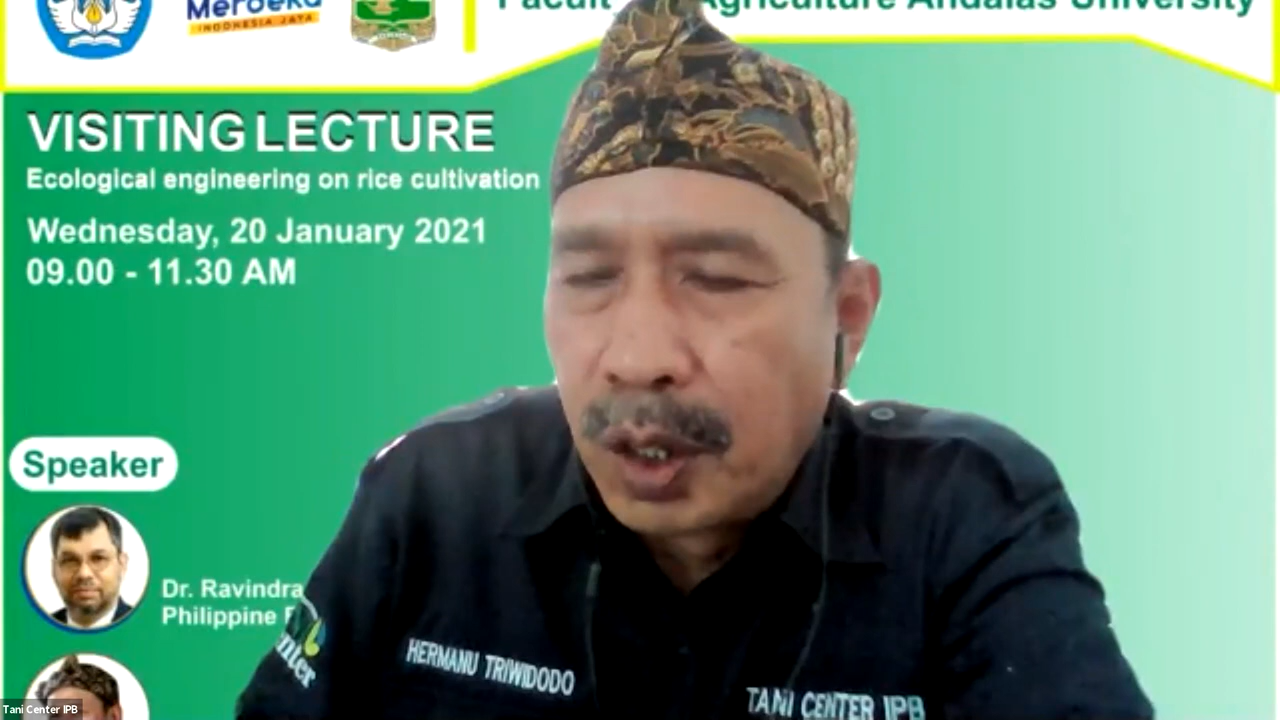 Merdeka
INDONESIA JAYA
Agriculture Andalas University
VISITING LECTURE
Ecological engineering on rice cultivation
Wednesday, 20 January 2021
09.00 - 11.30 AM
Speaker
Dr. Ravindra
Philippine
HERMANU TRIWIDODO
TANI CENTER IPB
Tani Center IPB